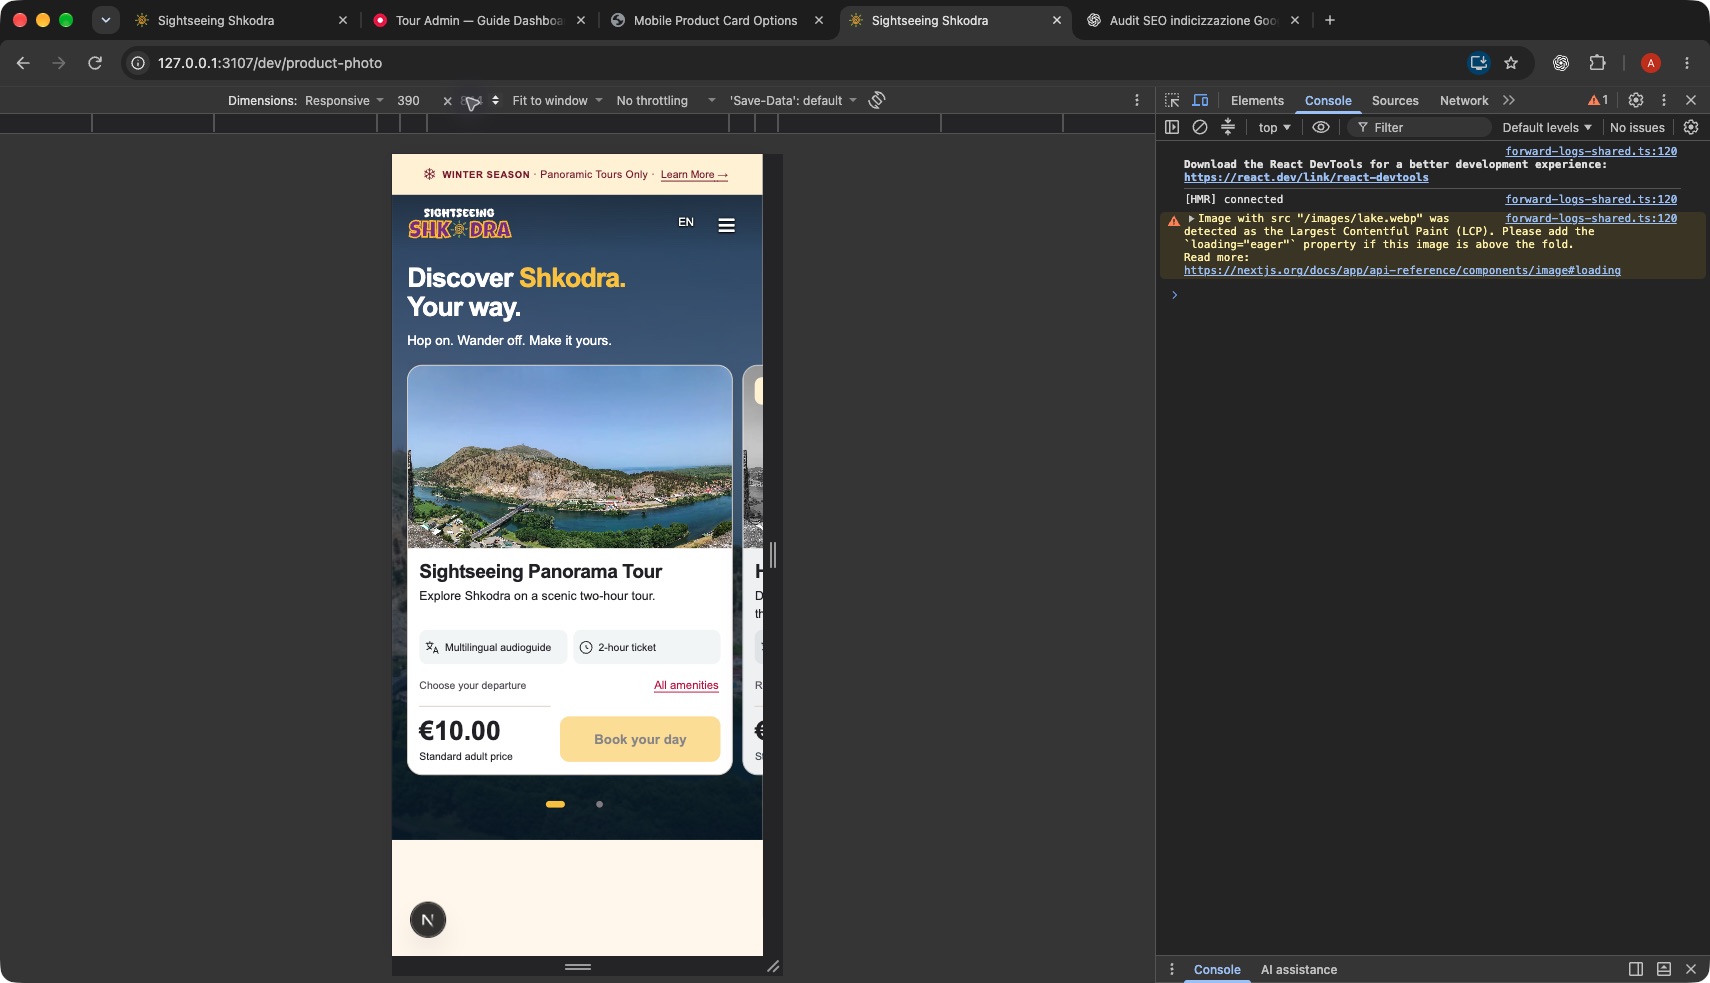 Sightseeing Shkodra
Tour Admin — Guide Dashboa
Mobile Product Card Options
Sightseeing Shkodra
Audit SEO indicizzazione Goo
127.0.0.1:3107/dev/product-photo
A
Dimensions: Responsive 390 × Fit to window No throttling 'Save-Data': default
Elements Console Sources Network 1
top Filter Default levels No issues
forward-logs-shared.ts:120
Download the React DevTools for a better development experience:
https://react.dev/link/react-devtools
[HMR] connected forward-logs-shared.ts:120
Image with src "/images/lake.webp" was forward-logs-shared.ts:120
detected as the Largest Contentful Paint (LCP). Please add the
`loading="eager"` property if this image is above the fold.
Read more:
https://nextjs.org/docs/app/api-reference/components/image#loading
WINTER SEASON · Panoramic Tours Only · Learn More →
SIGHTSEEING
SHKODRA
EN
Discover Shkodra.
Your way.
Hop on. Wander off. Make it yours.
Sightseeing Panorama Tour
Explore Shkodra on a scenic two-hour tour.
Multilingual audioguide
2-hour ticket
Choose your departure
All amenities
€10.00
Standard adult price
Book your day
H
D
th
R
€
St
N
Console AI assistance